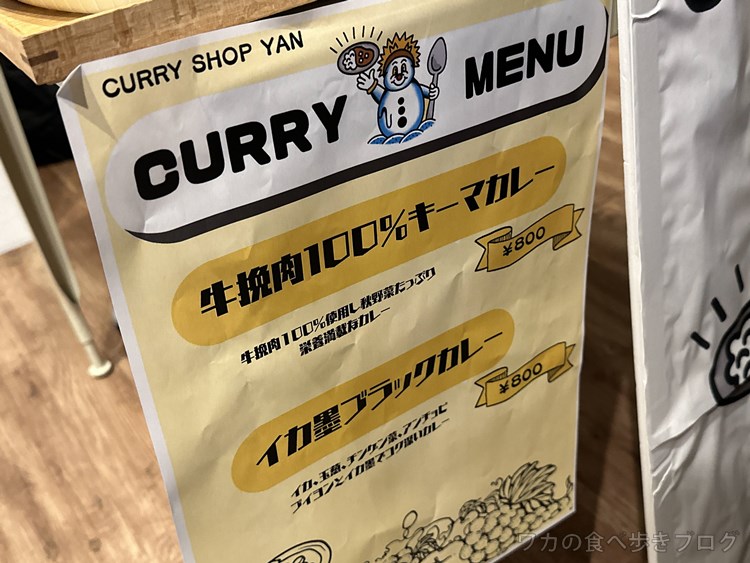 CURRY SHOP YAN
CURRY MENU
牛挽肉100%キーマカレー
¥800
牛挽肉100%使用し秋野菜たっぷり
栄養満載なカレー
イカ墨ブラックカレー
¥800
イカ、玉葱、チンゲン菜、アンチョビ
ブイヨンとイカ墨でコク深いカレー
ワカの食べ歩きブログ